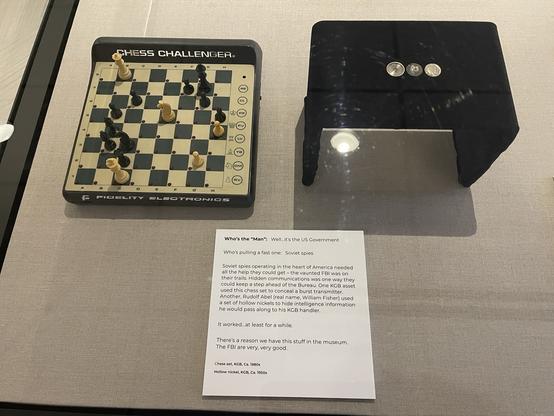 CHESS CHALLENGER
FIDELITY ELECTRONICS
Who's the "Man": Well...it's the US Government
Who's pulling a fast one: Soviet spies
Soviet spies operating in the heart of America needed
all the help they could get – the vaunted FBI was on
their trails. Hidden communications was one way they
could keep a step ahead of the Bureau. One KGB asset
used this chess set to conceal a burst transmitter.
Another, Rudolf Abel (real name, William Fisher) used
a set of hollow nickels to hide intelligence information
he would pass along to his KGB handler.
It worked...at least for a while.
There's a reason we have this stuff in the museum.
The FBI are very, very good.
Chess set, KGB, Ca. 1980s
Hollow nickel, KGB, Ca. 1950s